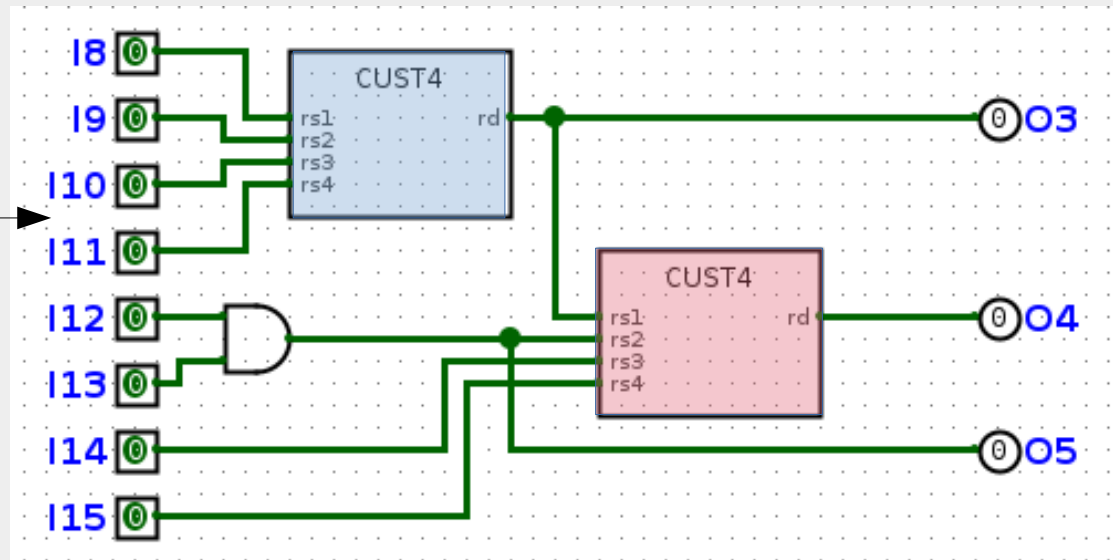 I8 0
CUST4
I9 0 rs1 rd 0 O3
rs2
rs3
I10 0 rs4
I11 0
CUST4
I12 0 rs1 rd 0 O4
rs2
rs3
I13 0 rs4
I14 0 0 O5
I15 0